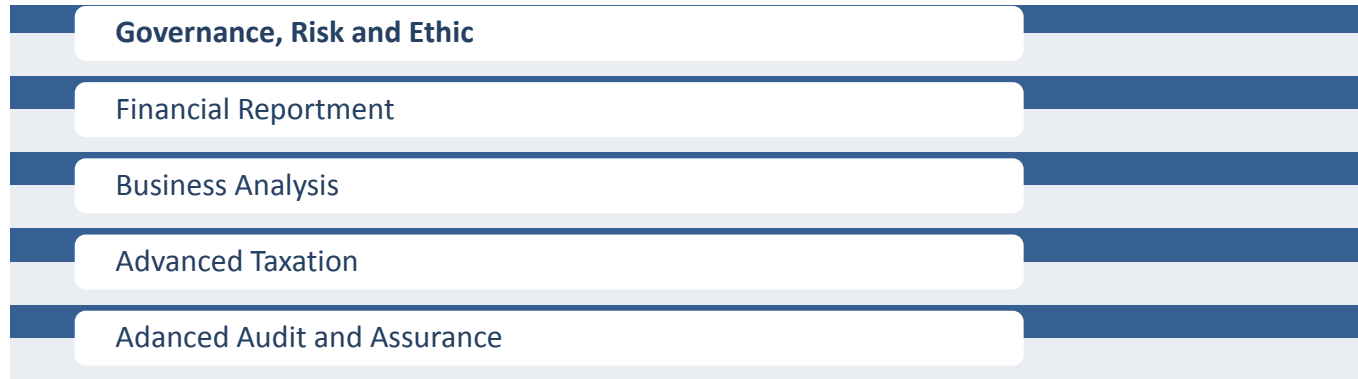 Governance, Risk and Ethic
Financial Reportment
Business Analysis
Advanced Taxation
Adanced Audit and Assurance